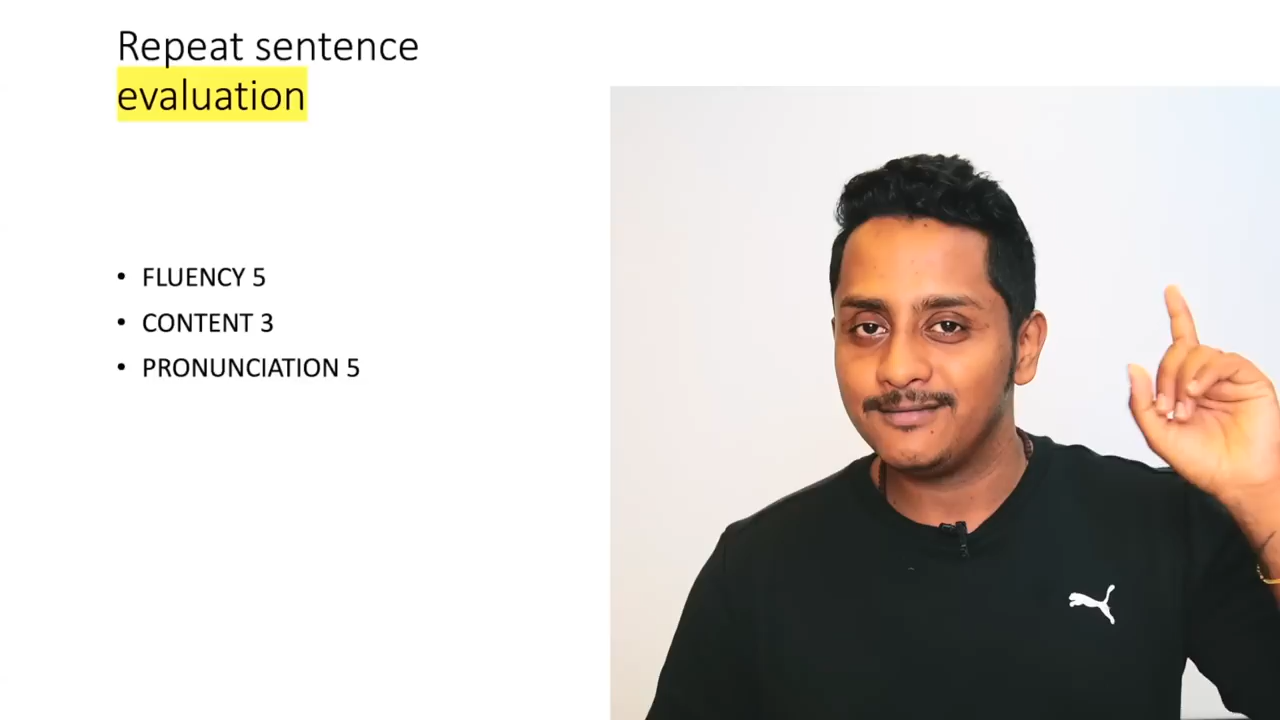 Repeat sentence
evaluation
• FLUENCY 5
• CONTENT 3
• PRONUNCIATION 5